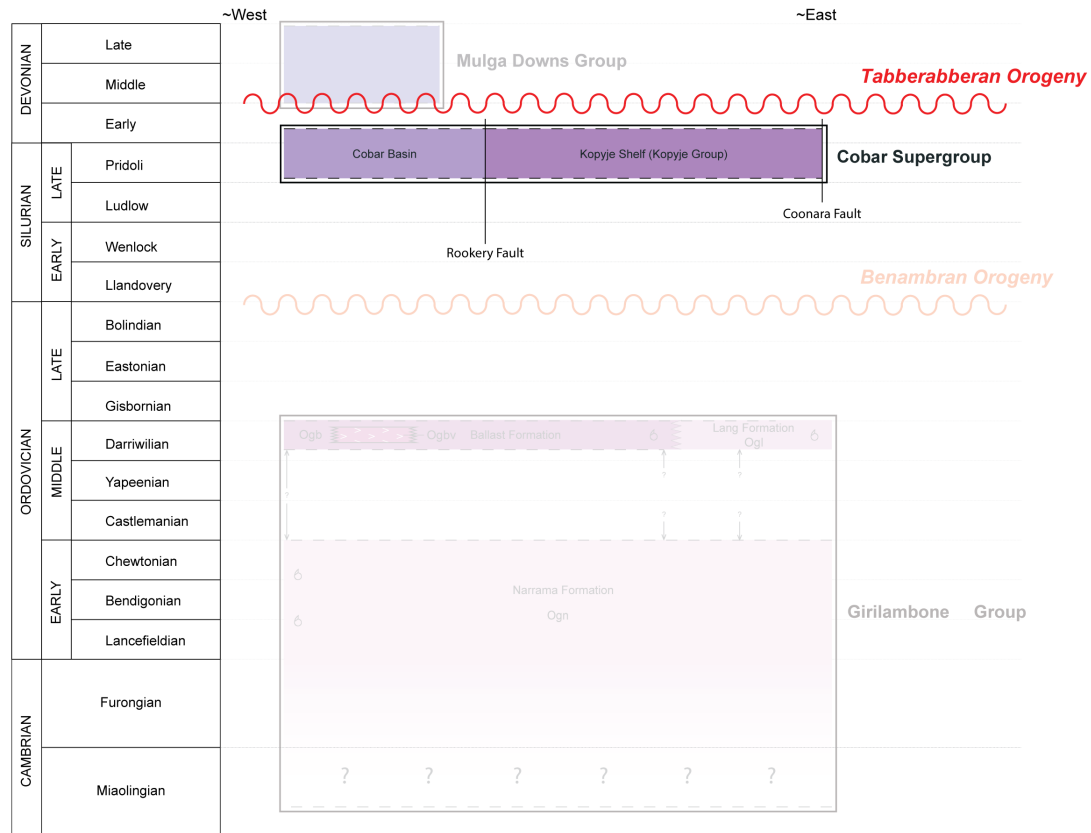 ~West
~East
DEVONIAN
Late
Middle
Early
Mulga Downs Group
Tabberabberan Orogeny
SILURIAN
LATE
Pridoli
Ludlow
Cobar Basin
Kopyje Shelf (Kopyje Group)
Cobar Supergroup
Coonara Fault
Rookery Fault
EARLY
Wenlock
Llandovery
Benambran Orogeny
ORDOVICIAN
LATE
Bolindian
Eastonian
Gisbornian
MIDDLE
Darriwilian
Yapeenian
Castlemanian
Ogb
> > > > >
Ogbv
Ballast Formation
Lang Formation
Ogl
? ? ?
? ?
EARLY
Chewtonian
Bendigonian
Lancefieldian
Narrama Formation
Ogn
Girilambone Group
CAMBRIAN
Furongian
Miaolingian
? ? ? ? ? ?